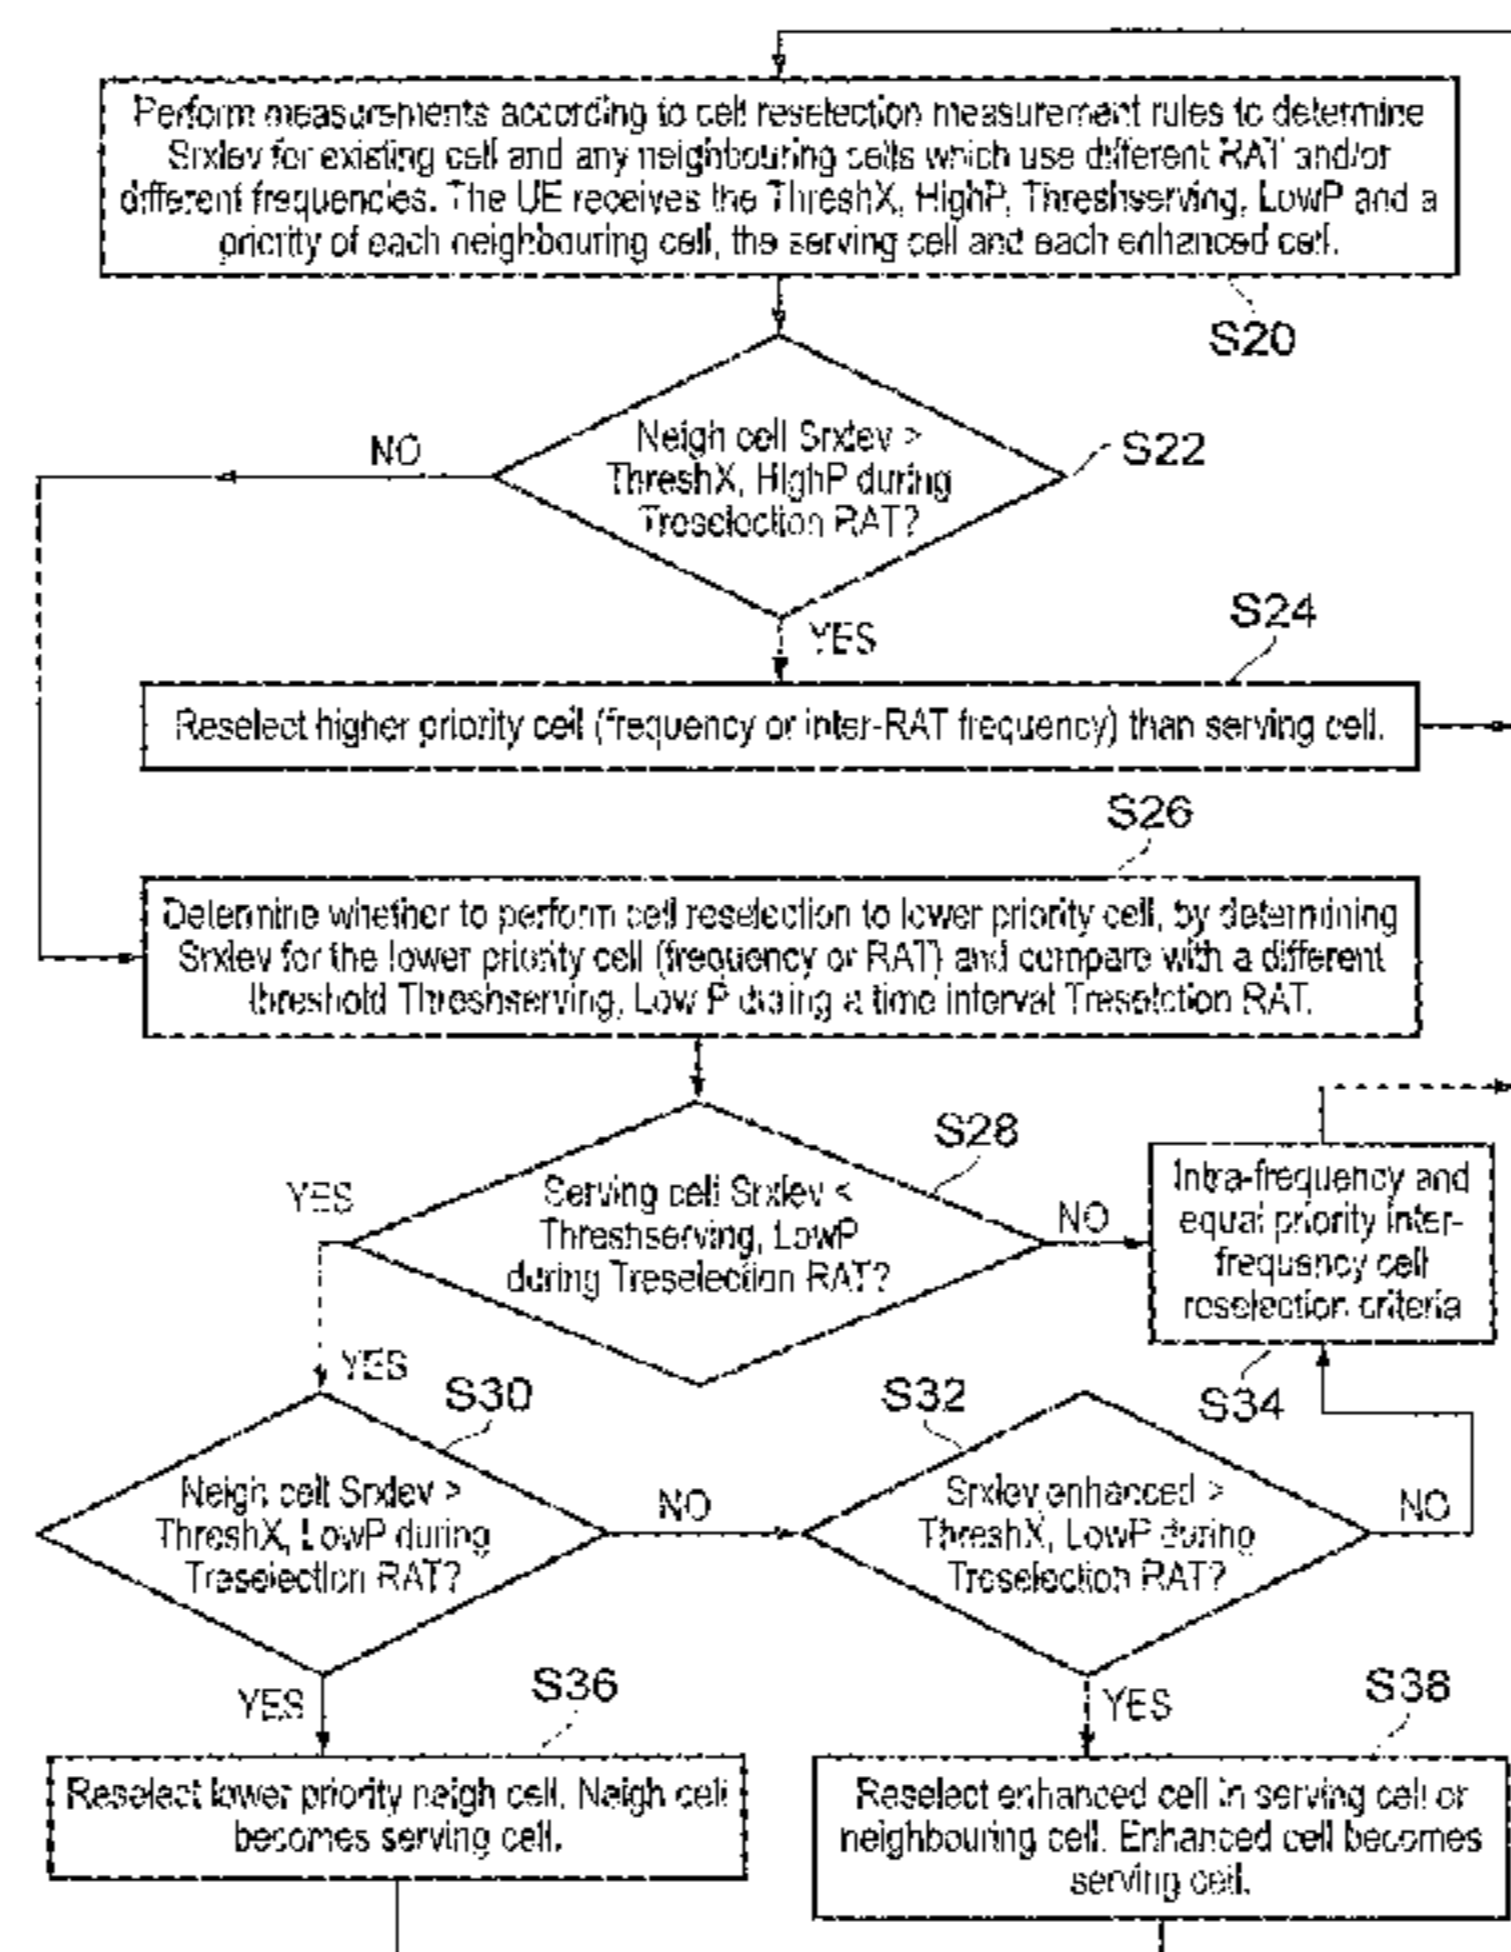 Perform measurements according to cell reselection measurement rules to determine
Srxlev for existing cell and any neighbouring cells which use different RAT and/or
different frequencies. The UE receives the ThreshX, HighP, Threshserving, LowP and a
priority of each neighbouring cell, the serving cell and each enhanced cell.
S20
Neigh cell Srxlev >
ThreshX, HighP during
Treselection RAT?
S22
NO
YES
S24
Reselect higher priority cell (frequency or inter-RAT frequency) than serving cell.
S26
Determine whether to perform cell reselection to lower priority cell, by determining
Srxlev for the lower priority cell (frequency or RAT) and compare with a different
threshold Threshserving, Low P during a time interval Treselction RAT.
S28
YES
Serving cell Srxlev <
Threshserving, LowP
during Treselection RAT?
NO
Intra-frequency and
equal priority inter-
frequency cell
reselection criteria
S34
YES
S30
Neigh cell Srxlev >
ThreshX, LowP during
Treselection RAT?
NO
S32
Srxlev enhanced >
ThreshX, LowP during
Treselection RAT?
NO
YES
S36
Reselect lower priority neigh cell. Neigh cell
becomes serving cell.
YES
S38
Reselect enhanced cell in serving cell or
neighbouring cell. Enhanced cell becomes
serving cell.